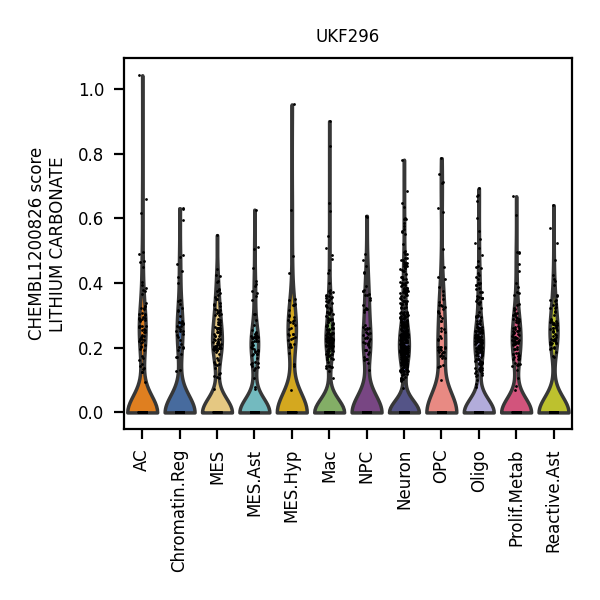 UKF296
CHEMBL1200826 score
LITHIUM CARBONATE
1.0
0.8
0.6
0.4
0.2
0.0
AC
Chromatin.Reg
MES
MES.Ast
MES.Hyp
Mac
NPC
Neuron
OPC
Oligo
Prolif.Metab
Reactive.Ast